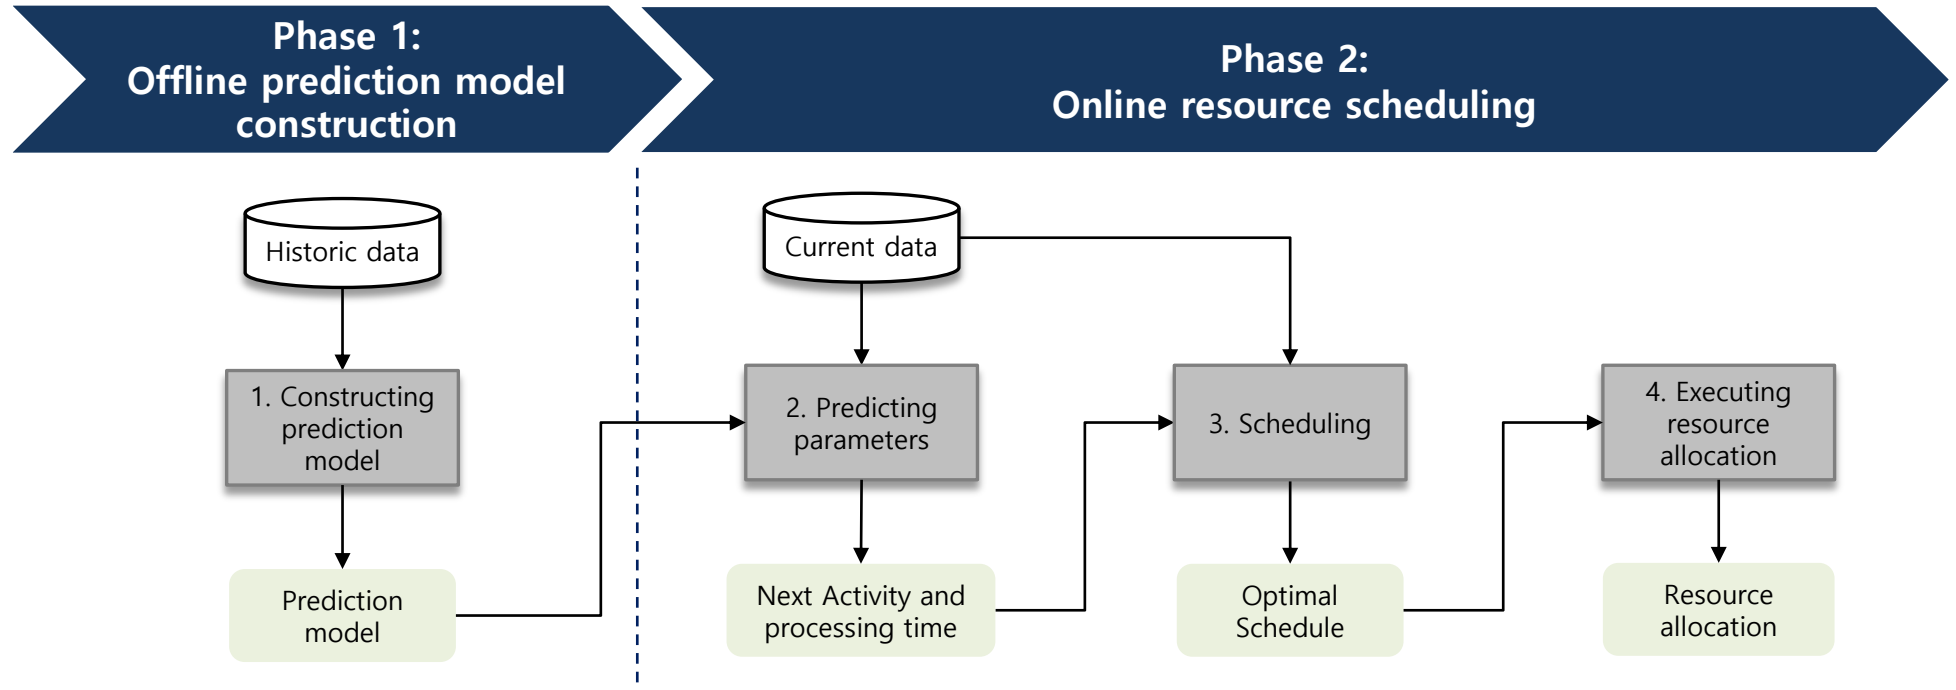 Phase 1:
Offline prediction model
construction
Phase 2:
Online resource scheduling
Historic data
Current data
1. Constructing
prediction
model
2. Predicting
parameters
3. Scheduling
4. Executing
resource
allocation
Prediction
model
Next Activity and
processing time
Optimal
Schedule
Resource
allocation